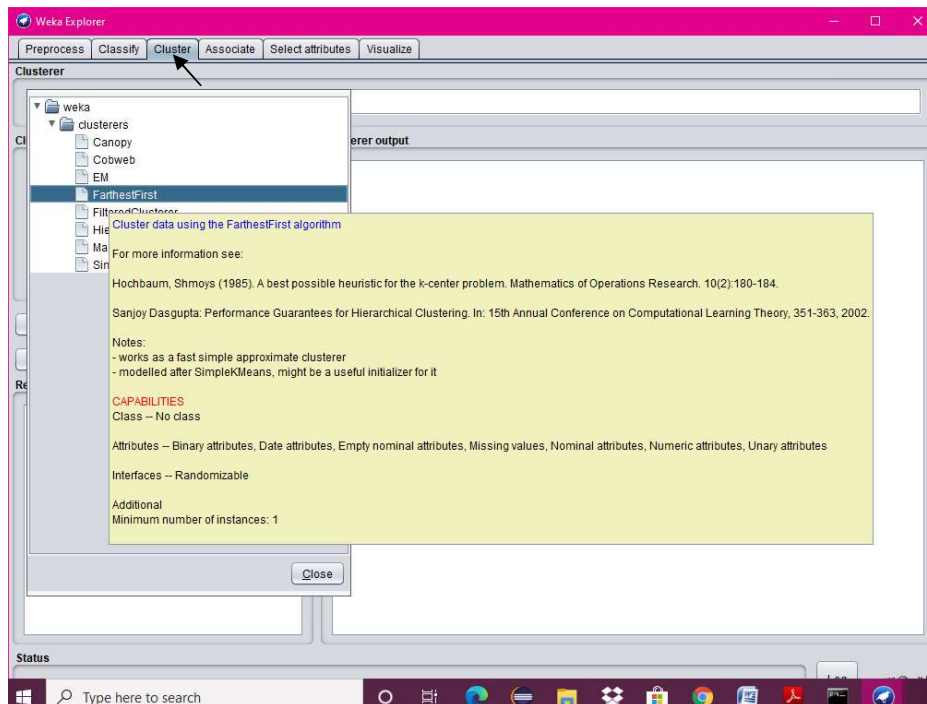 Weka Explorer
Preprocess Classify Cluster Associate Select attributes Visualize
Clusterer
weka
clusterers
erer output
Canopy
Cobweb
EM
FarthestFirst
FilteredClusterer
Cluster data using the FarthestFirst algorithm
For more information see:
Hochbaum, Shmoys (1985). A best possible heuristic for the k-center problem. Mathematics of Operations Research. 10(2):180-184.
Sanjoy Dasgupta: Performance Guarantees for Hierarchical Clustering. In: 15th Annual Conference on Computational Learning Theory, 351-363, 2002.
Notes:
- works as a fast simple approximate clusterer
- modelled after SimpleKMeans, might be a useful initializer for it
CAPABILITIES
Class -- No class
Attributes -- Binary attributes, Date attributes, Empty nominal attributes, Missing values, Nominal attributes, Numeric attributes, Unary attributes
Interfaces -- Randomizable
Additional
Minimum number of instances: 1
Close
Status
Type here to search